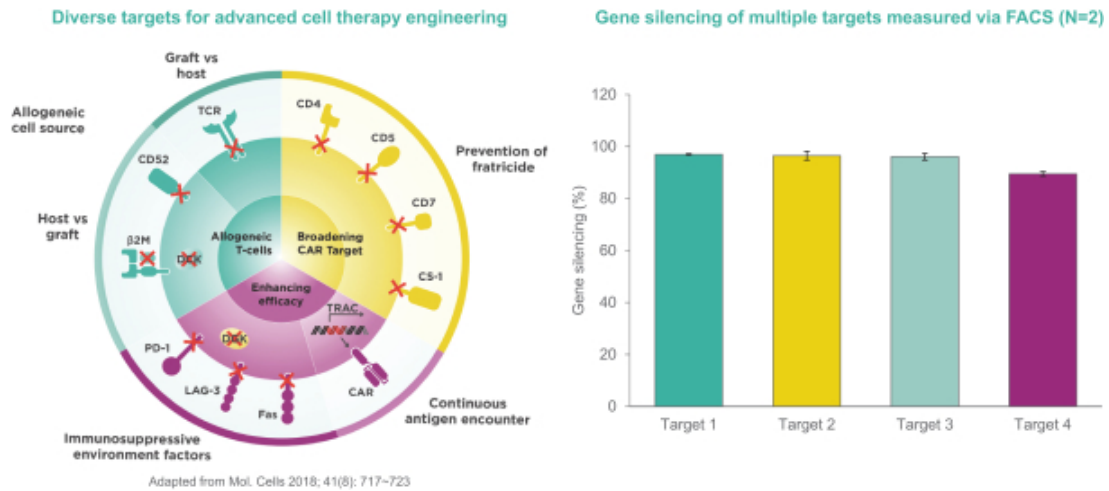 Diverse targets for advanced cell therapy engineering
Graft vs
host
Allogeneic
cell source
TCR
CD4
CD5
Prevention of
fratricide
CD52
CD7
Host vs
graft
β2M
DGK
Allogeneic
T-cells
Broadening
CAR Target
CS-1
Enhancing
efficacy
TRAC
PD-1
DGK
LAG-3
Fas
CAR
Continuous
antigen encounter
Immunosuppressive
environment factors
Adapted from Mol. Cells 2018; 41(8): 717~723
Gene silencing of multiple targets measured via FACS (N=2)
Gene silencing (%)
120
100
80
60
40
20
0
Target 1
Target 2
Target 3
Target 4